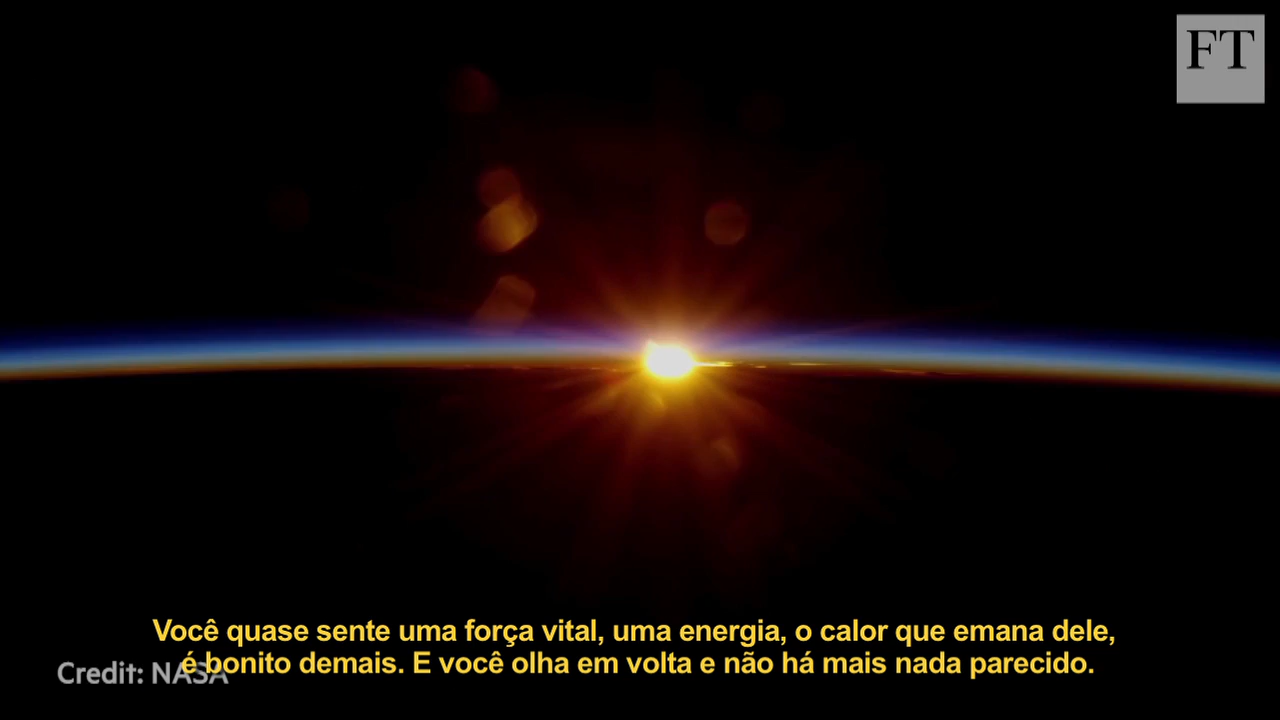 FT
Você quase sente uma força vital, uma energia, o calor que emana dele,
é bonito demais. E você olha em volta e não há mais nada parecido.
Credit: NASA